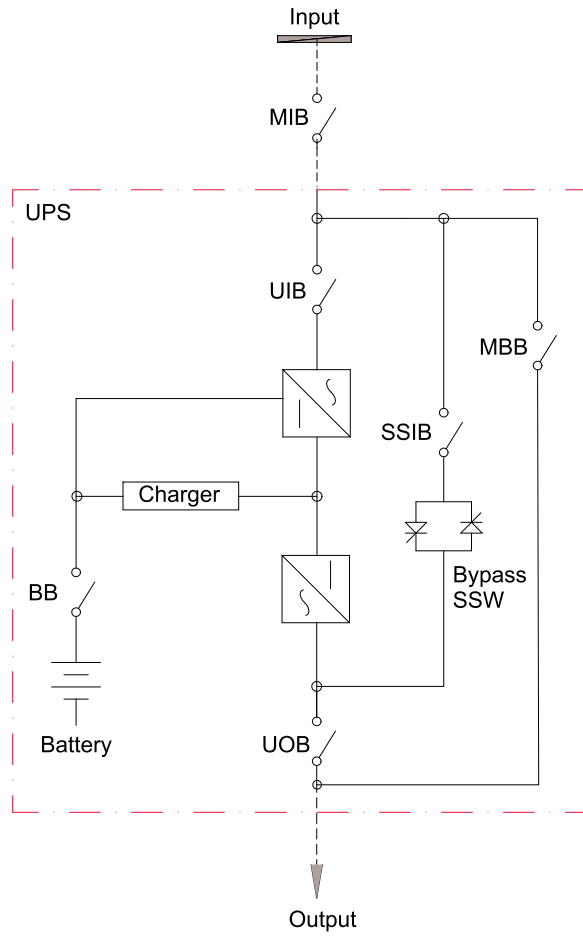 Input
MIB
UPS
UIB
MBB
SSIB
Charger
Bypass
SSW
BB
Battery
UOB
Output